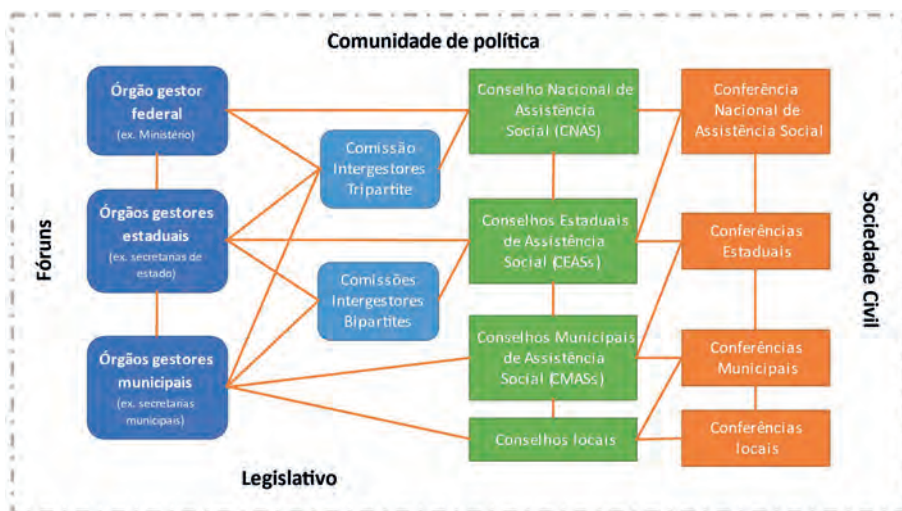 Comunidade de política
Órgão gestor
federal
(ex. Ministério)
Conselho Nacional de
Assistência
Social (CNAS)
Conferência
Nacional de
Assistência Social
Comissão
Intergestores
Tripartite
Órgãos gestores
estaduais
(ex. secretarias de
estado)
Conselhos Estaduais
de Assistência
Social (CEASs)
Conferências
Estaduais
Fóruns
Sociedade Civil
Comissões
Intergestores
Bipartites
Órgãos gestores
municipais
(ex. secretarias
municipais)
Conselhos Municipais
de Assistência
Social (CMASs)
Conferências
Municipais
Conselhos locais
Conferências
locais
Legislativo